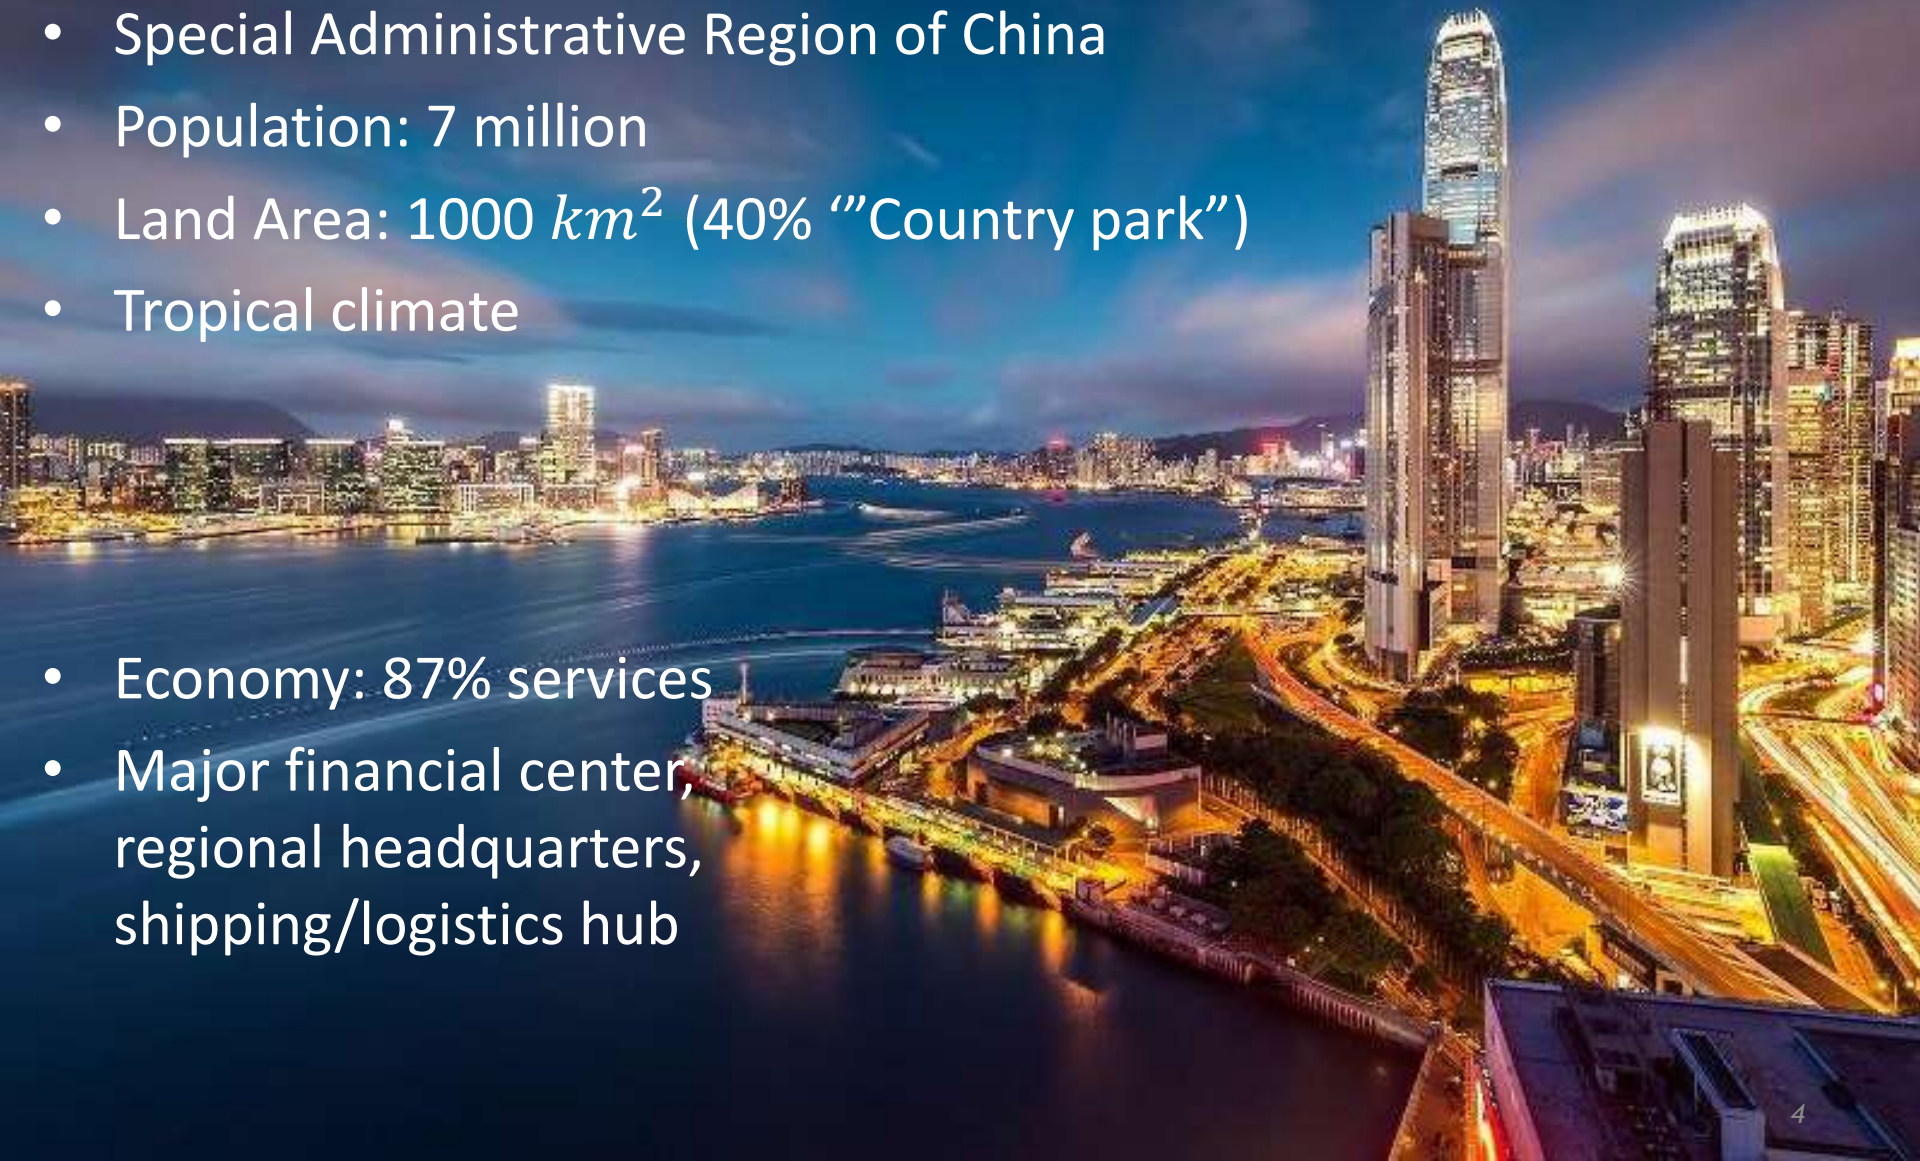 • Special Administrative Region of China
• Population: 7 million
• Land Area: 1000 km² (40% ‘”Country park”)
• Tropical climate
• Economy: 87% services
• Major financial center,
regional headquarters,
shipping/logistics hub
4